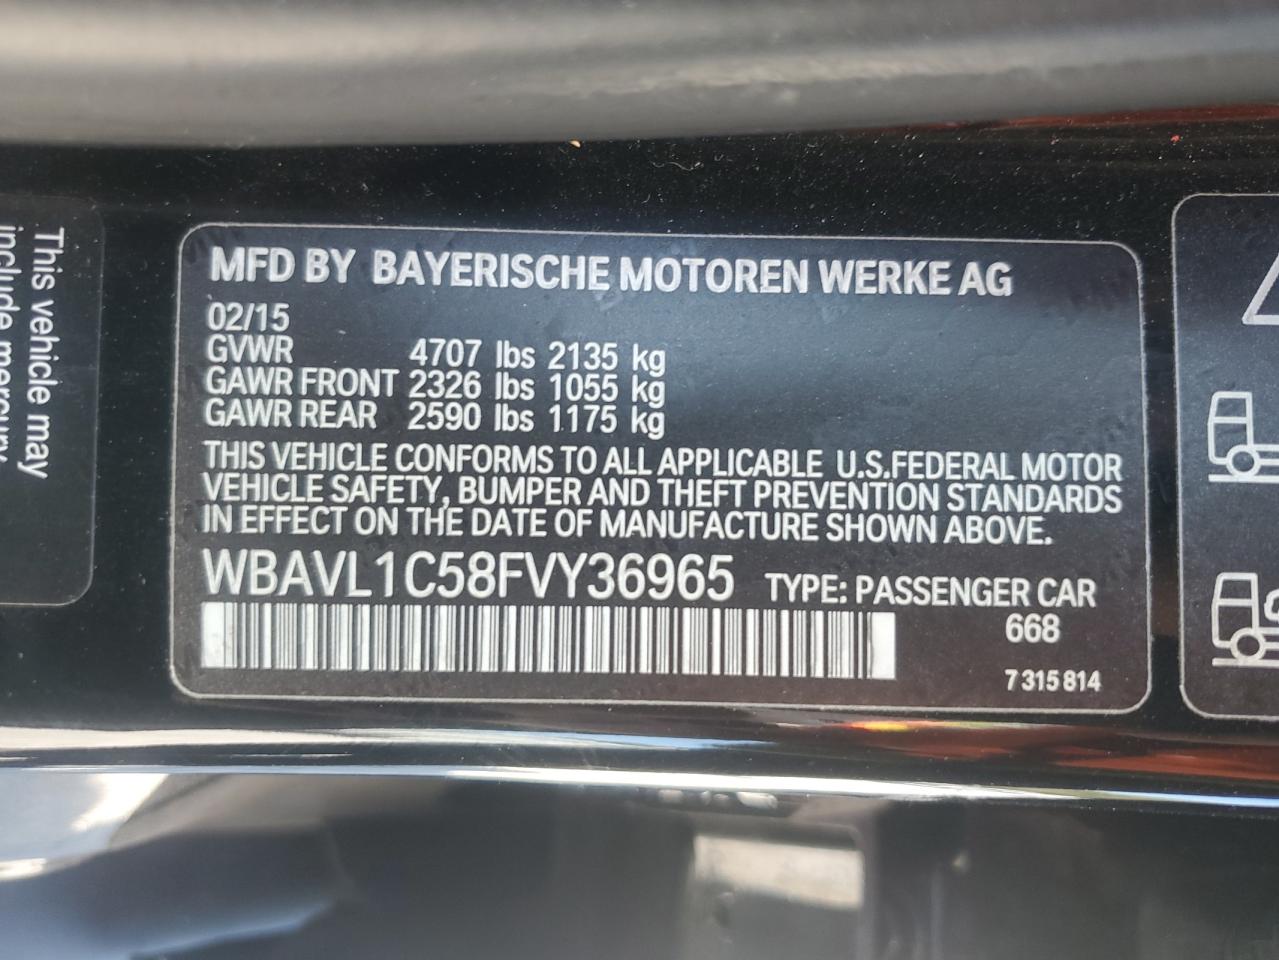 This vehicle may
include mercury
MFD BY BAYERISCHE MOTOREN WERKE AG
02/15
GVWR 4707 lbs 2135 kg
GAWR FRONT 2326 lbs 1055 kg
GAWR REAR 2590 lbs 1175 kg
THIS VEHICLE CONFORMS TO ALL APPLICABLE U.S.FEDERAL MOTOR
VEHICLE SAFETY, BUMPER AND THEFT PREVENTION STANDARDS
IN EFFECT ON THE DATE OF MANUFACTURE SHOWN ABOVE.
WBAVL1C58FVY36965 TYPE: PASSENGER CAR
668
7 315 814